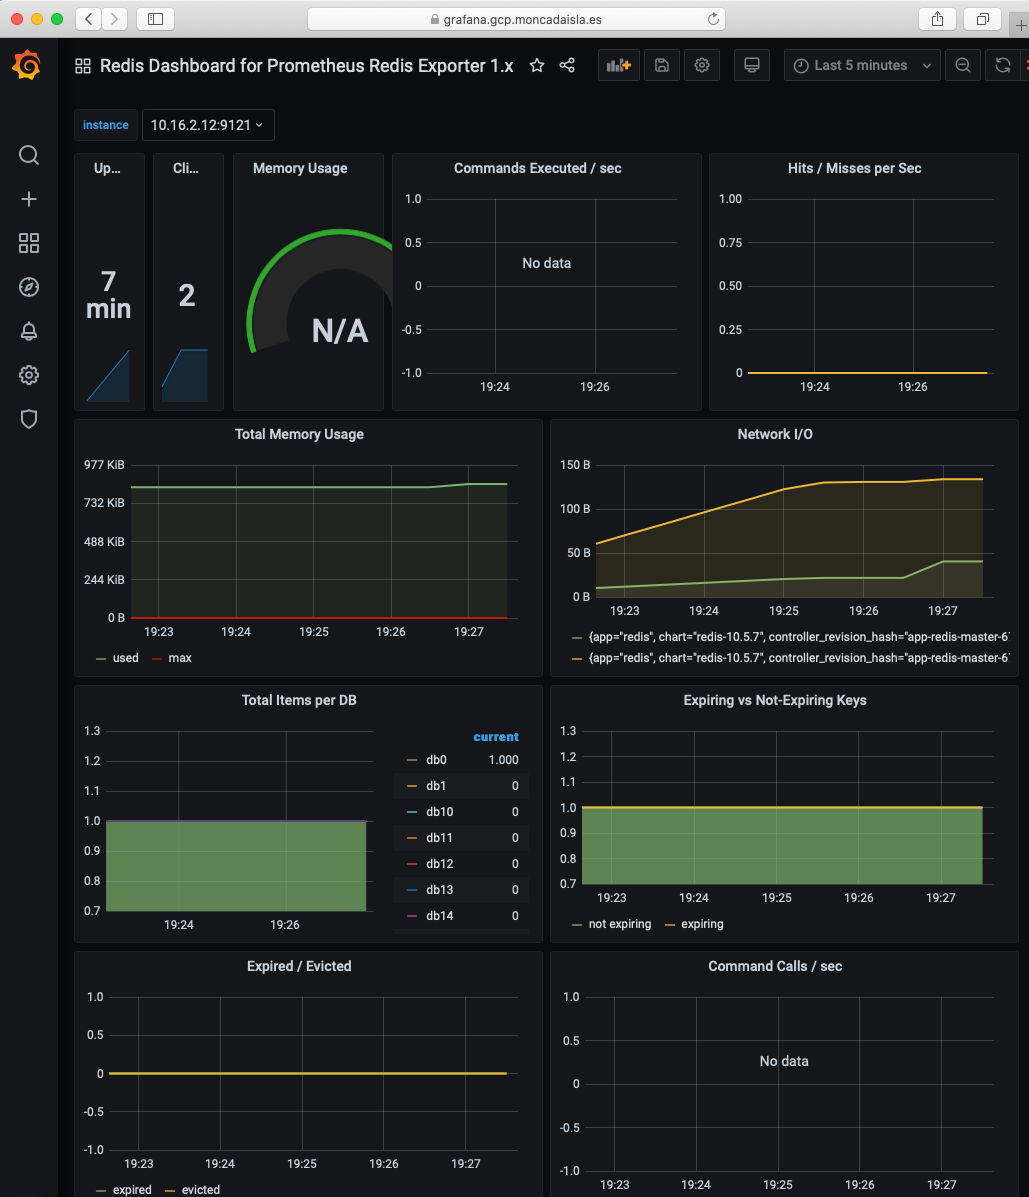 grafana.gcp.moncadaisla.es
Redis Dashboard for Prometheus Redis Exporter 1.x
Last 5 minutes
instance
10.16.2.12:9121
Up...
7
min
Cli...
2
Memory Usage
N/A
Commands Executed / sec
1.0
0.5
0
-0.5
-1.0
No data
19:24
19:26
Hits / Misses per Sec
1.00
0.75
0.50
0.25
0
19:24
19:26
Total Memory Usage
977 KiB
732 KiB
488 KiB
244 KiB
0 B
19:23
19:24
19:25
19:26
19:27
used
max
Network I/O
150 B
100 B
50 B
0 B
19:23
19:24
19:25
19:26
19:27
{app="redis", chart="redis-10.5.7", controller_revision_hash="app-redis-master-6
{app="redis", chart="redis-10.5.7", controller_revision_hash="app-redis-master-6
Total Items per DB
1.3
1.2
1.1
1.0
0.9
0.8
0.7
19:24
19:26
current
db0 1.000
db1 0
db10 0
db11 0
db12 0
db13 0
db14 0
Expiring vs Not-Expiring Keys
1.3
1.2
1.1
1.0
0.9
0.8
0.7
19:23
19:24
19:25
19:26
19:27
not expiring
expiring
Expired / Evicted
1.0
0.5
0
-0.5
-1.0
19:23
19:24
19:25
19:26
19:27
expired
evicted
Command Calls / sec
1.0
0.5
0
-0.5
-1.0
No data
19:23
19:24
19:25
19:26
19:27